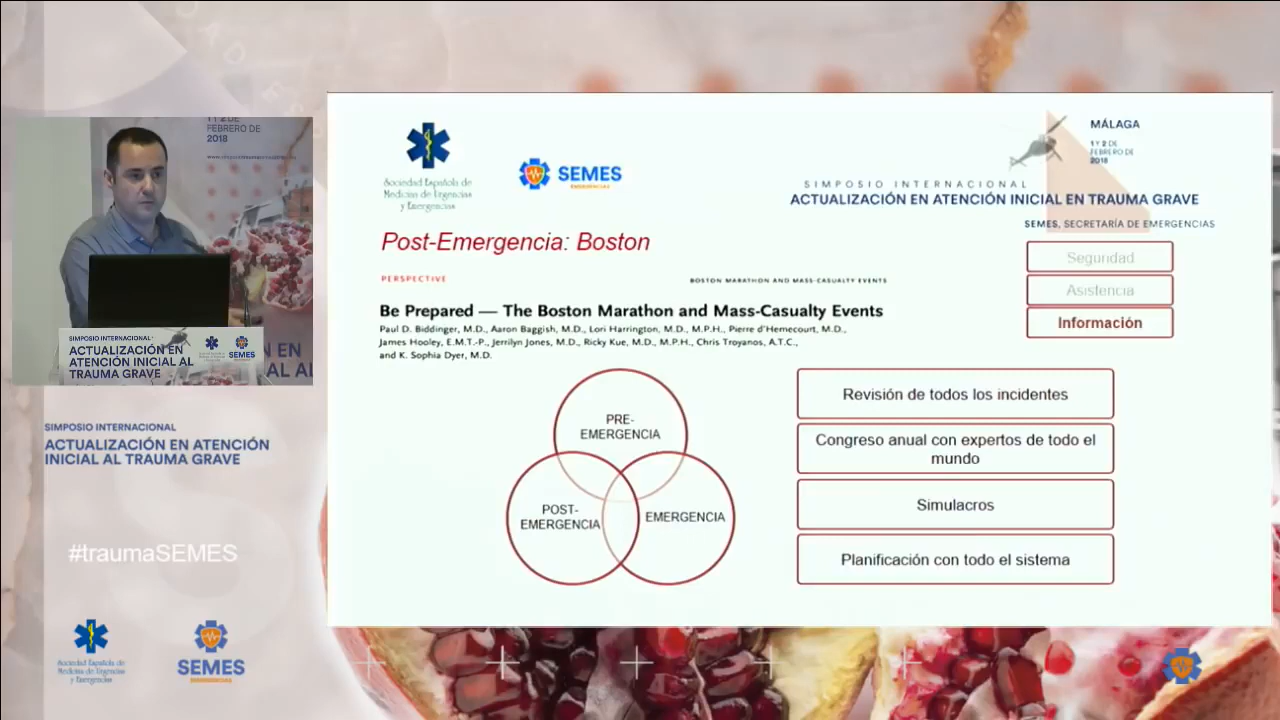 1 Y 2 DE
FEBRERO DE
2018
SIMPOSIO INTERNACIONAL
ACTUALIZACIÓN EN
ATENCIÓN INICIAL AL
TRAUMA GRAVE
SEMES
SIMPOSIO INTERNACIONAL
ACTUALIZACIÓN EN ATENCIÓN
INICIAL AL TRAUMA GRAVE
#traumaSEMES
Sociedad Española de
Medicina de Urgencias
y Emergencias
SEMES
EMERGENCIAS
Sociedad Española de
Medicina de Urgencias
y Emergencias
SEMES
EMERGENCIAS
MÁLAGA
1 Y 2 DE
FEBRERO DE
2018
SIMPOSIO INTERNACIONAL
ACTUALIZACIÓN EN ATENCIÓN INICIAL EN TRAUMA GRAVE
SEMES, SECRETARÍA DE EMERGENCIAS
Post-Emergencia: Boston
Seguridad
Asistencia
Información
PERSPECTIVE
BOSTON MARATHON AND MASS-CASUALTY EVENTS
Be Prepared — The Boston Marathon and Mass-Casualty Events
Paul D. Biddinger, M.D., Aaron Baggish, M.D., Lori Harrington, M.D., M.P.H., Pierre d'Hemecourt, M.D.,
James Hooley, E.M.T.-P., Jerrilyn Jones, M.D., Ricky Kue, M.D., M.P.H., Chris Troyanos, A.T.C.,
and K. Sophia Dyer, M.D.
PRE-
EMERGENCIA
POST-
EMERGENCIA
EMERGENCIA
Revisión de todos los incidentes
Congreso anual con expertos de todo el
mundo
Simulacros
Planificación con todo el sistema